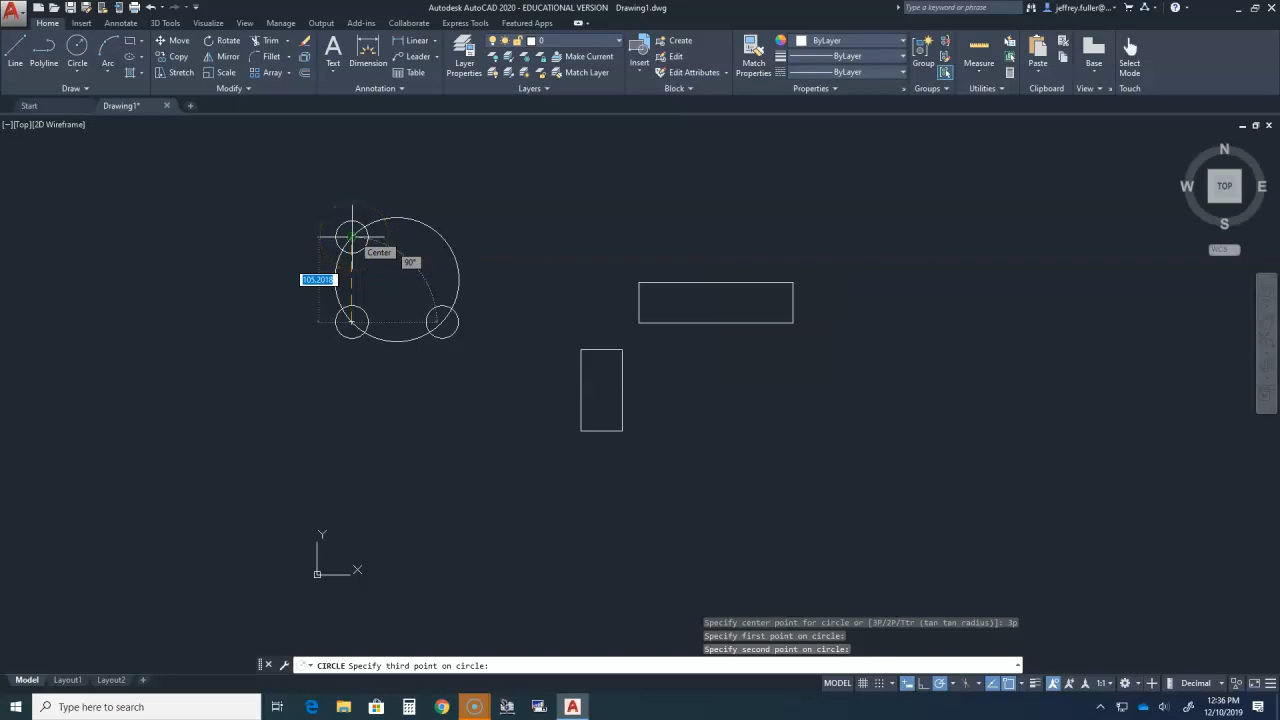 Autodesk AutoCAD 2020 - EDUCATIONAL VERSION Drawing1.dwg
Type a keyword or phrase
jeffrey.fuller@...
Home Insert Annotate 3D Tools Visualize View Manage Output Add-ins Collaborate Express Tools Featured Apps
Line Polyline Circle Arc
Move Rotate Trim
Copy Mirror Fillet
Stretch Scale Array
Text Dimension
Linear
Leader
Table
Layer Properties
0
Make Current
Match Layer
Insert
Create
Edit
Edit Attributes
Match Properties
ByLayer
ByLayer
ByLayer
Group
Measure
Paste
Base
Select Mode
Draw Modify Annotation Layers Block Properties Groups Utilities Clipboard View Touch
Start Drawing1*
[−][Top][2D Wireframe]
N
W TOP E
S
WCS
Center
90°
105.2018
Y
X
Specify center point for circle or [3P/2P/Ttr (tan tan radius)]: 3p
Specify first point on circle:
Specify second point on circle:
CIRCLE Specify third point on circle:
Model Layout1 Layout2
MODEL 1:1 Decimal
Type here to search
12:36 PM
12/10/2019